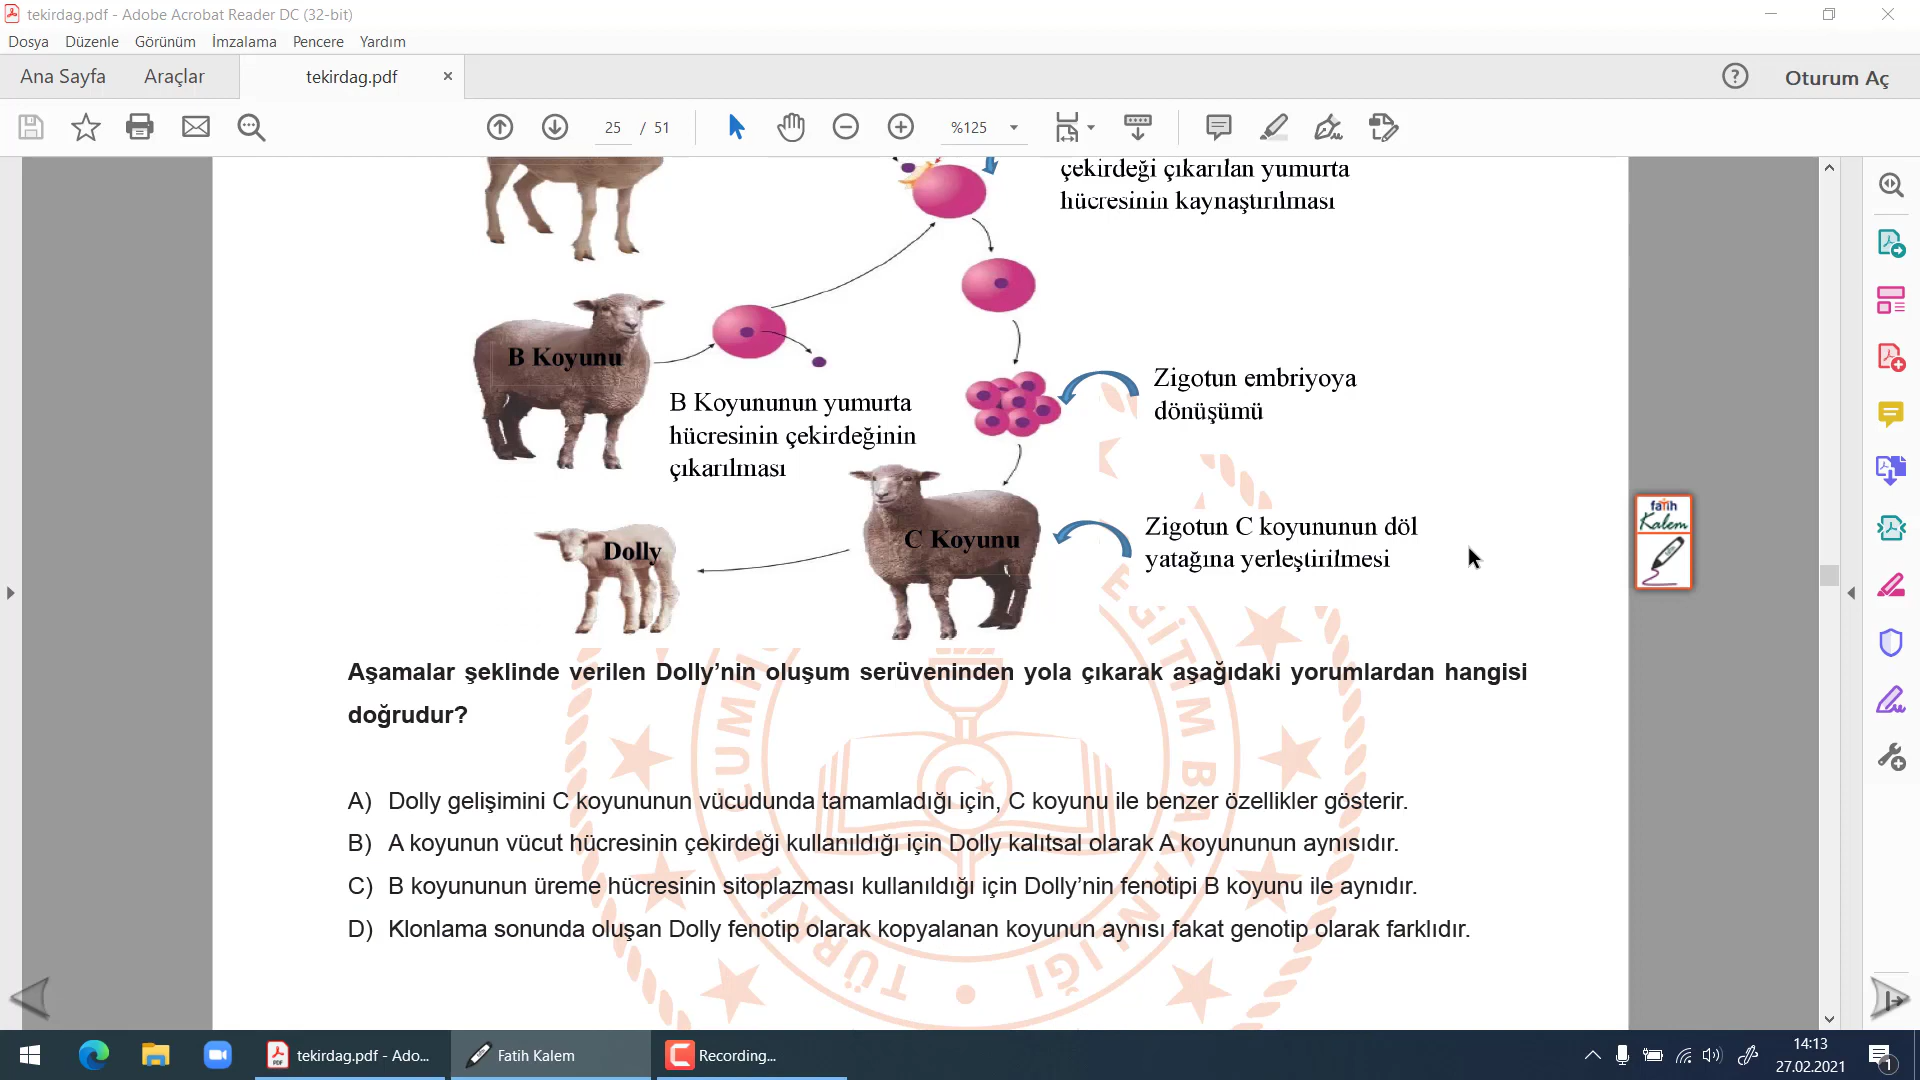 tekirdag.pdf - Adobe Acrobat Reader DC (32-bit)
Dosya Düzenle Görünüm İmzalama Pencere Yardım
Ana Sayfa Araçlar tekirdag.pdf × Oturum Aç
25 / 51 %125
çekirdeği çıkarılan yumurta
hücresinin kaynaştırılması
B Koyunu
B Koyununun yumurta
hücresinin çekirdeğinin
çıkarılması
Zigotun embriyoya
dönüşümü
Dolly
C Koyunu
Zigotun C koyununun döl
yatağına yerleştirilmesi
fatih
Kalem
Aşamalar şeklinde verilen Dolly’nin oluşum serüveninden yola çıkarak aşağıdaki yorumlardan hangisi
doğrudur?
A) Dolly gelişimini C koyununun vücudunda tamamladığı için, C koyunu ile benzer özellikler gösterir.
B) A koyunun vücut hücresinin çekirdeği kullanıldığı için Dolly kalıtsal olarak A koyununun aynısıdır.
C) B koyununun üreme hücresinin sitoplazması kullanıldığı için Dolly’nin fenotipi B koyunu ile aynıdır.
D) Klonlama sonunda oluşan Dolly fenotip olarak kopyalanan koyunun aynısı fakat genotip olarak farklıdır.
tekirdag.pdf - Ado... Fatih Kalem Recording...
14:13
27.02.2021
1